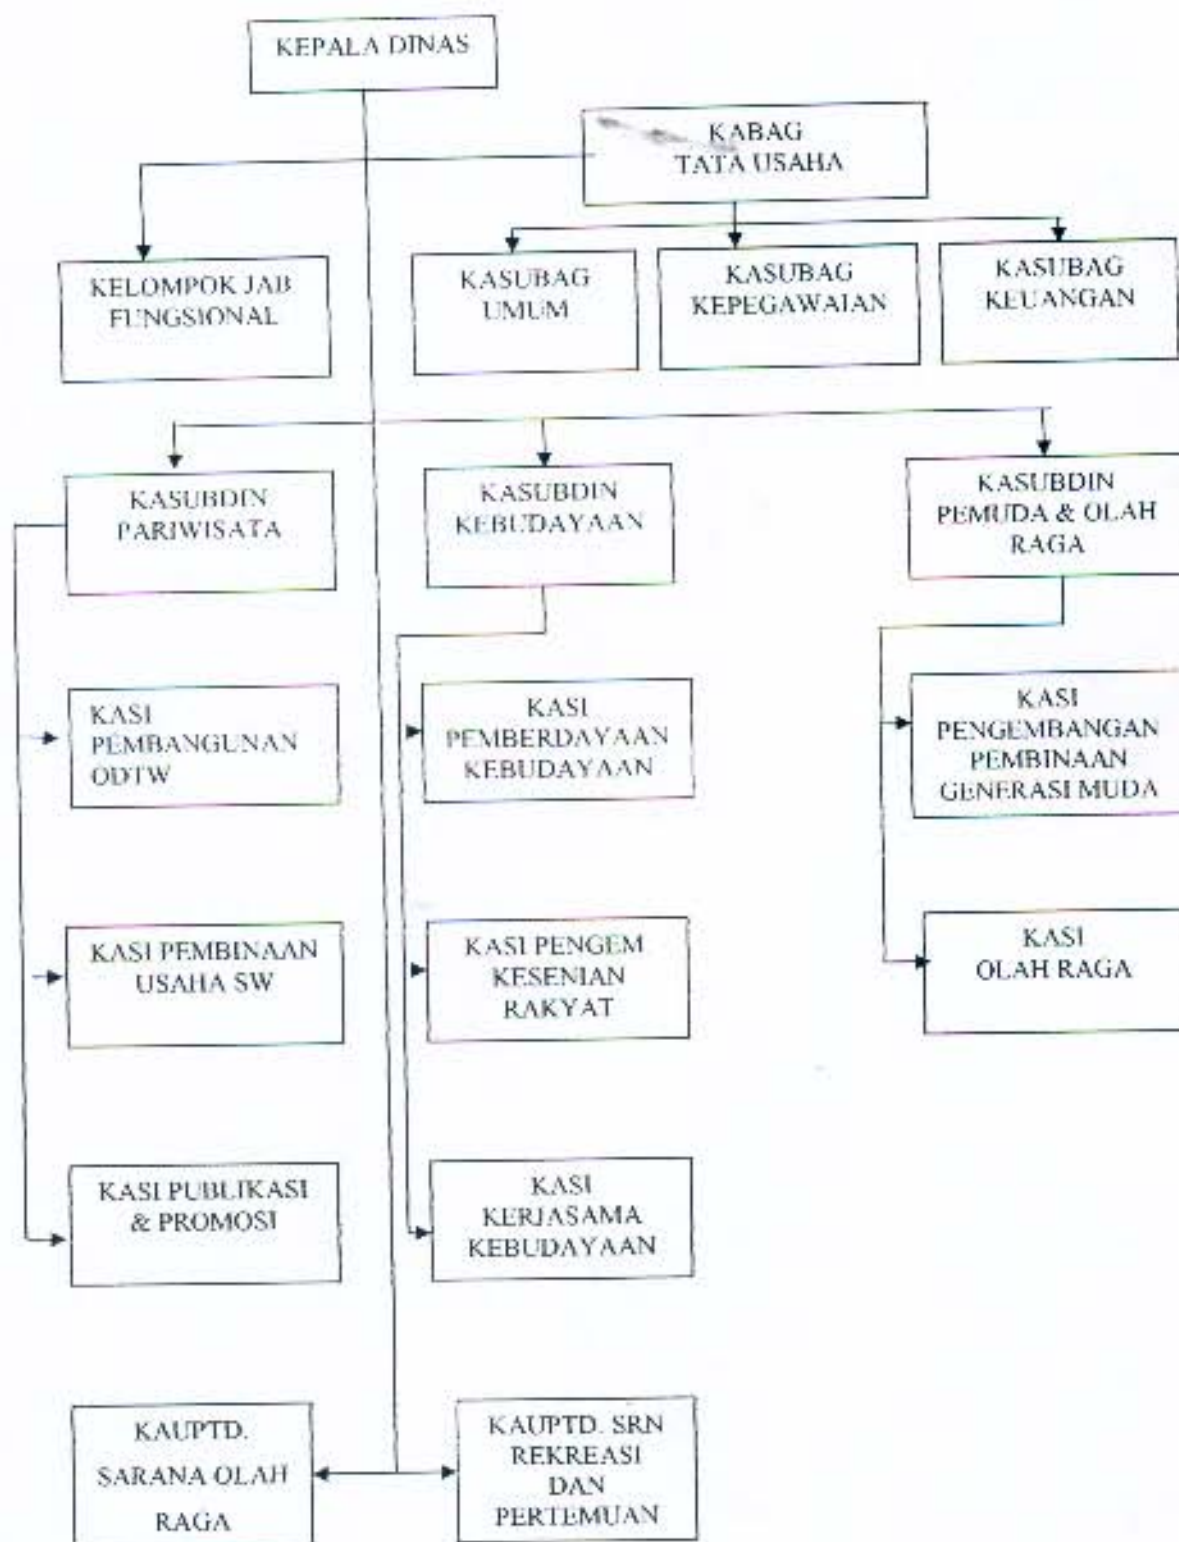 KEPALA DINAS
KABAG
TATA USAHA
KELOMPOK JAB
FUNGSIONAL
KASUBAG
UMUM
KASUBAG
KEPEGAWAIAN
KASUBAG
KEUANGAN
KASUBDIN
PARIWISATA
KASUBDIN
KEBUDAYAAN
KASUBDIN
PEMUDA & OLAH
RAGA
KASI
PEMBANGUNAN
ODTW
KASI
PEMBERDAYAAN
KEBUDAYAAN
KASI
PENGEMBANGAN
PEMBINAAN
GENERASI MUDA
KASI PEMBINAAN
USAHA SW
KASI PENGEM
KESENIAN
RAKYAT
KASI
OLAH RAGA
KASI PUBLIKASI
& PROMOSI
KASI
KERJASAMA
KEBUDAYAAN
KAUPTD.
SARANA OLAH
RAGA
KAUPTD. SRN
REKREASI
DAN
PERTEMUAN